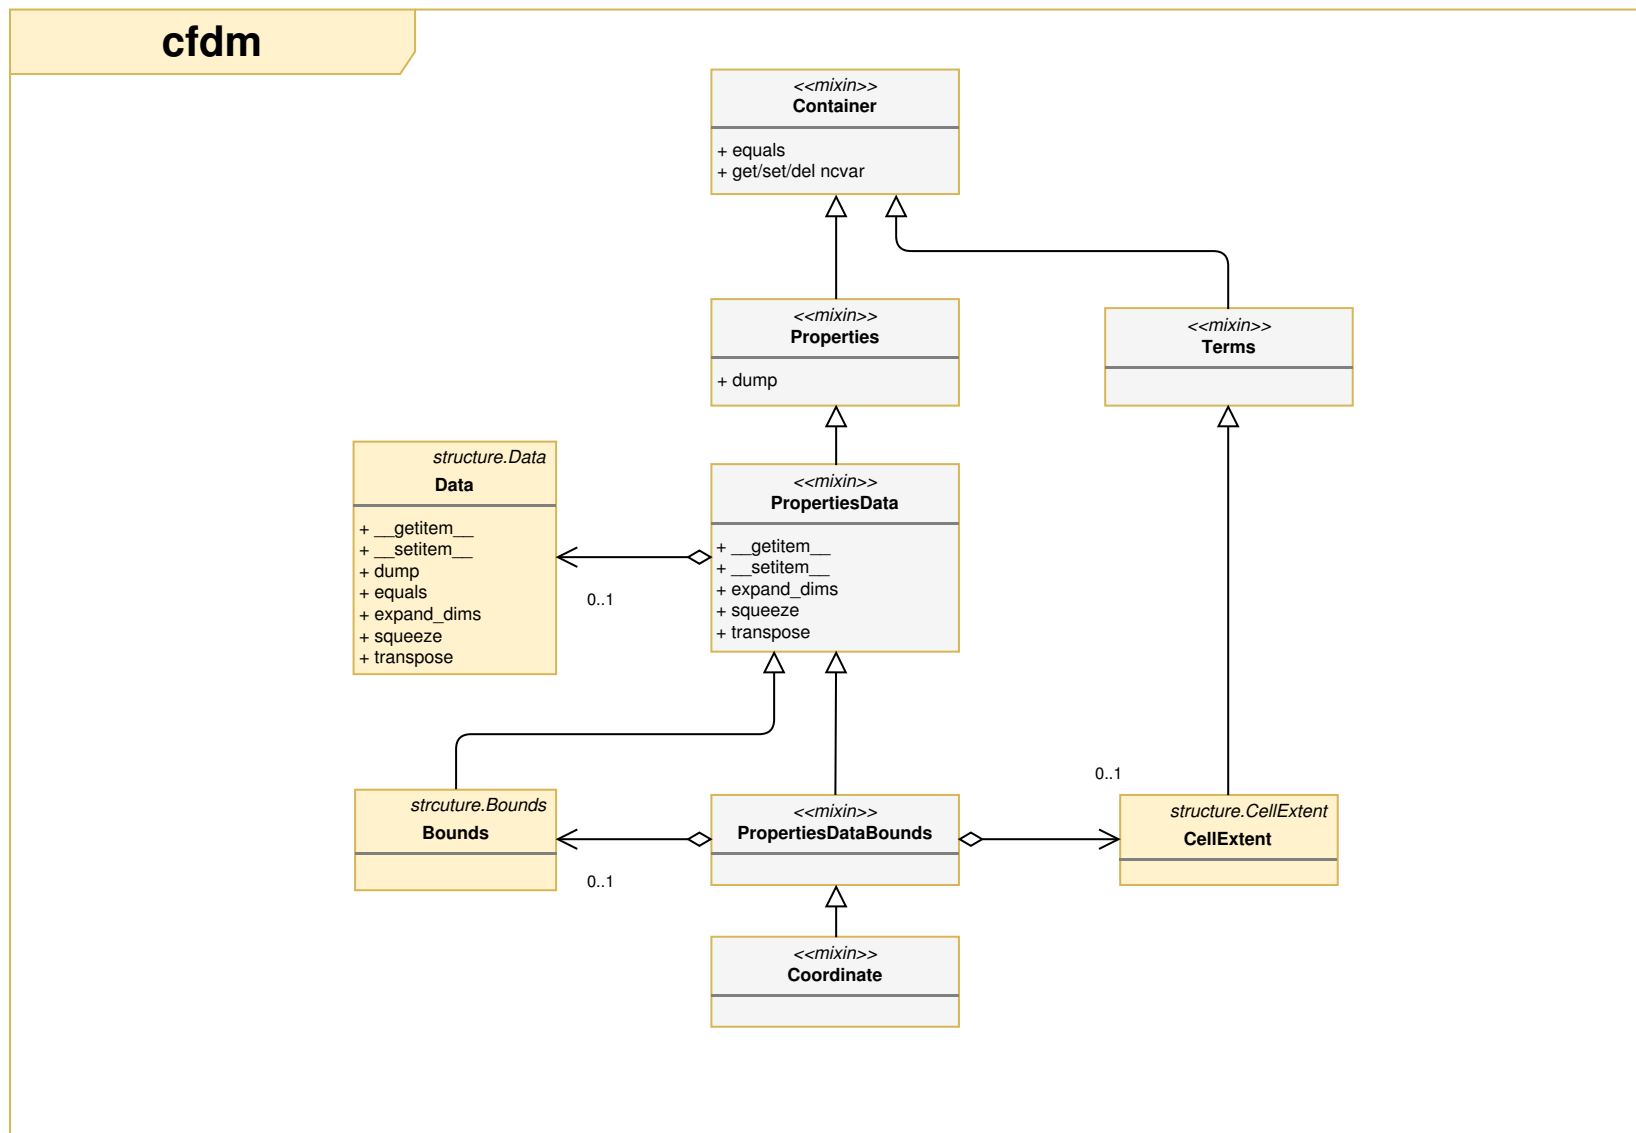 cfdm
<<mixin>>
Container
+ equals
+ get/set/del ncvar
<<mixin>>
Properties
+ dump
<<mixin>>
Terms
structure.Data
Data
+ __getitem__
+ __setitem__
+ dump
+ equals
+ expand_dims
+ squeeze
+ transpose
0..1
<<mixin>>
PropertiesData
+ __getitem__
+ __setitem__
+ expand_dims
+ squeeze
+ transpose
strcuture.Bounds
Bounds
0..1
<<mixin>>
PropertiesDataBounds
0..1
structure.CellExtent
CellExtent
<<mixin>>
Coordinate